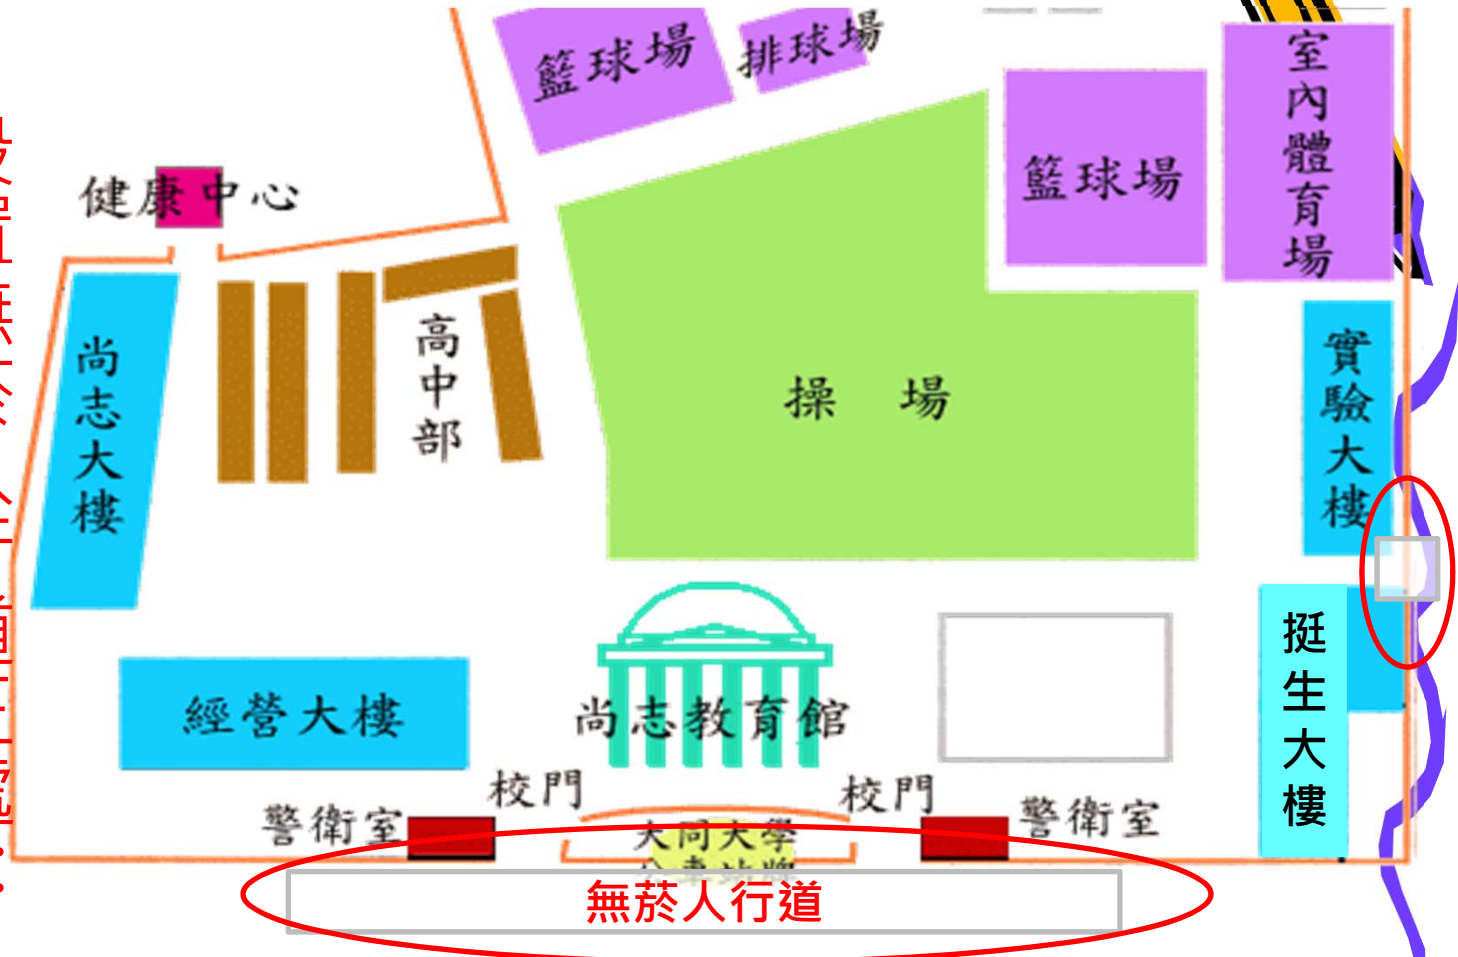 籃球場
排球場
室內體育場
籃球場
健康中心
尚志大樓
高中部
操 場
實驗大樓
挺生大樓
經營大樓
尚志教育館
校門
校門
警衛室
警衛室
大同大學
無菸人行道